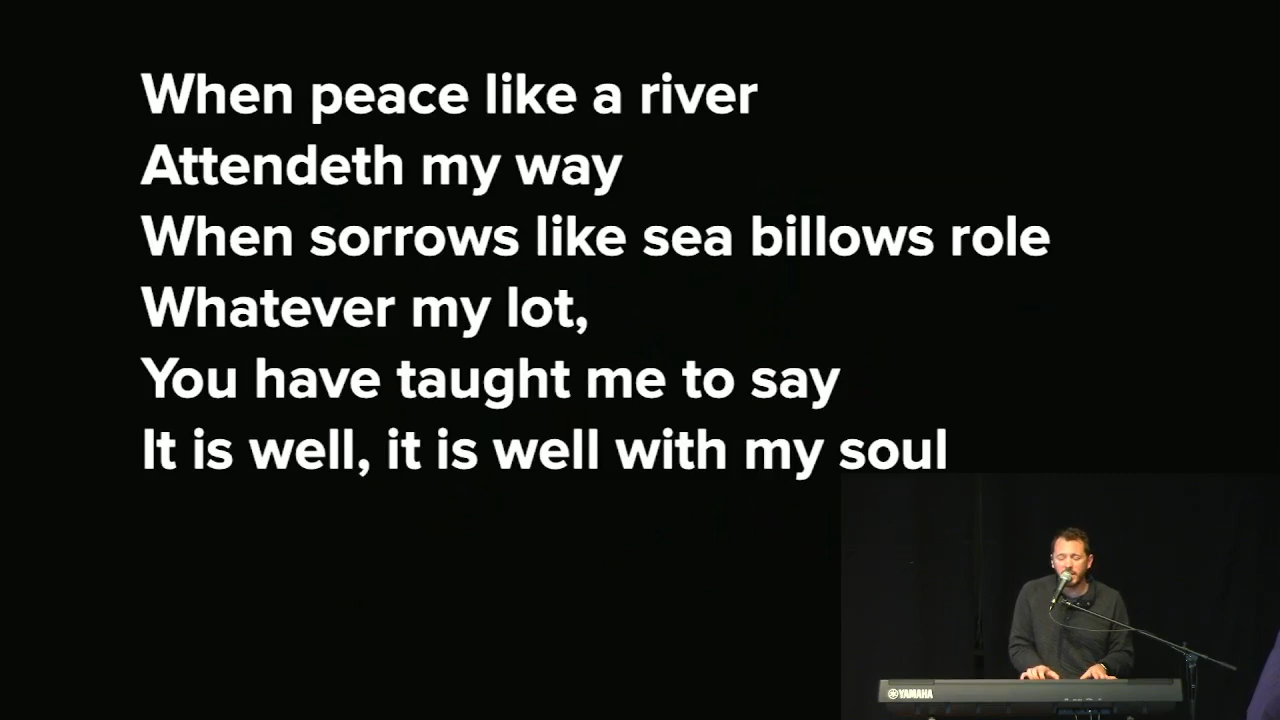 When peace like a river
Attendeth my way
When sorrows like sea billows role
Whatever my lot,
You have taught me to say
It is well, it is well with my soul
YAMAHA